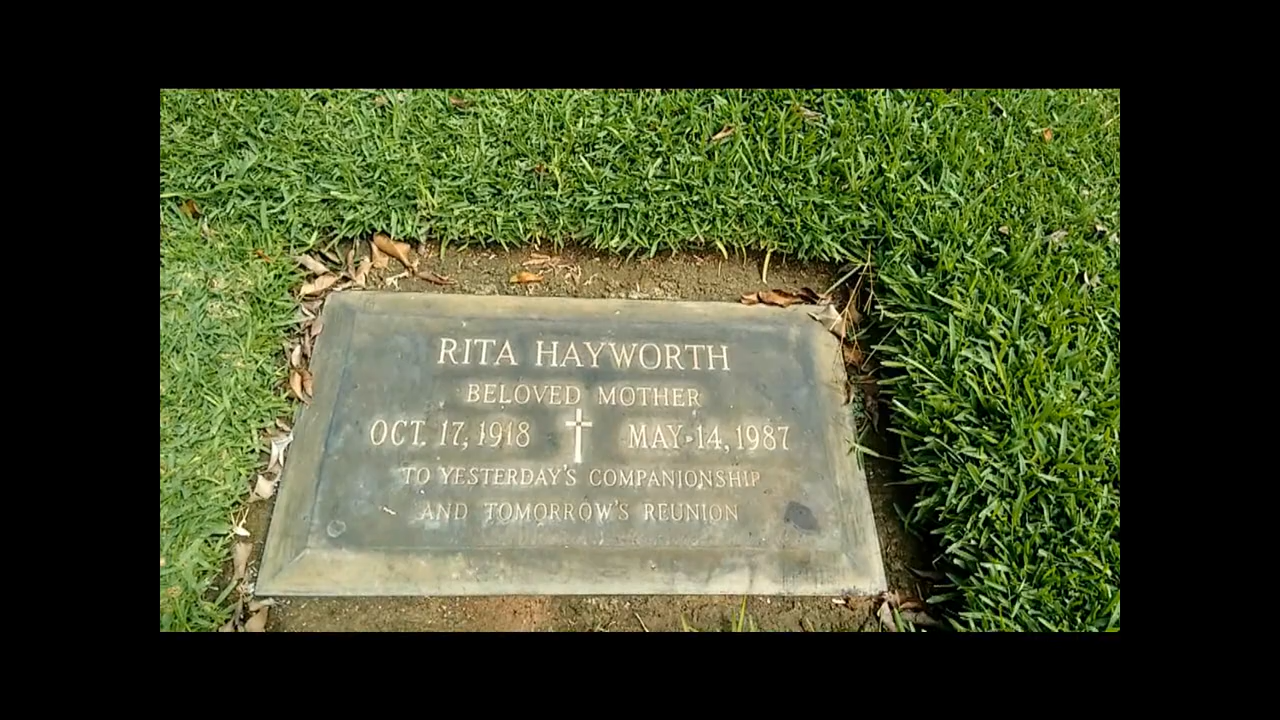 RITA HAYWORTH
BELOVED MOTHER
OCT. 17, 1918 MAY 14, 1987
TO YESTERDAY'S COMPANIONSHIP
AND TOMORROW'S REUNION